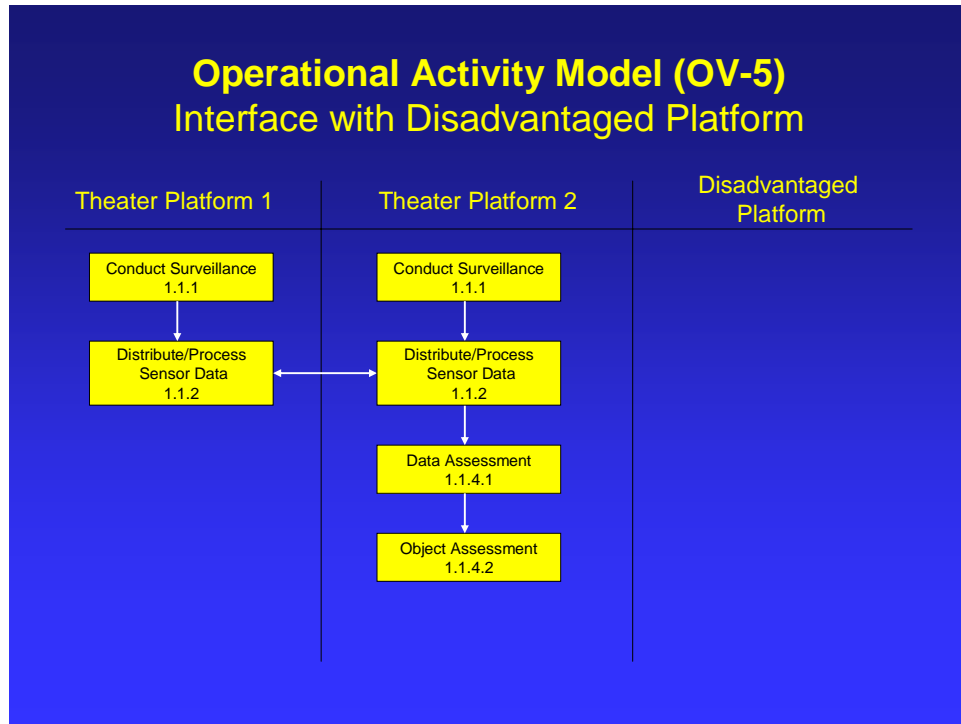 Operational Activity Model (OV-5)
Interface with Disadvantaged Platform
Theater Platform 1
Theater Platform 2
Disadvantaged
Platform
Conduct Surveillance
1.1.1
Conduct Surveillance
1.1.1
Distribute/Process
Sensor Data
1.1.2
Distribute/Process
Sensor Data
1.1.2
Data Assessment
1.1.4.1
Object Assessment
1.1.4.2